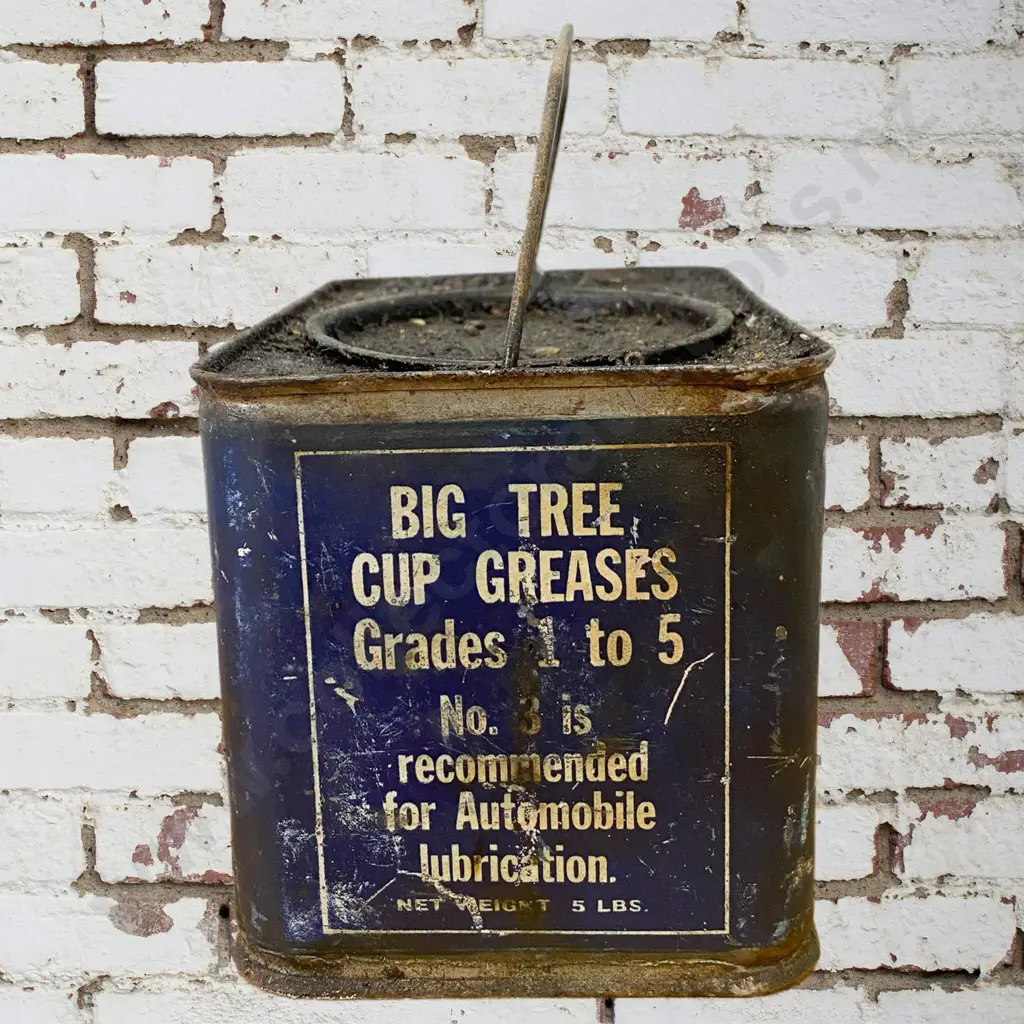 BIG TREE
CUP GREASES
Grades 1 to 5
No. 3 is
recommended
for Automobile
lubrication.
NET WEIGHT 5 LBS.